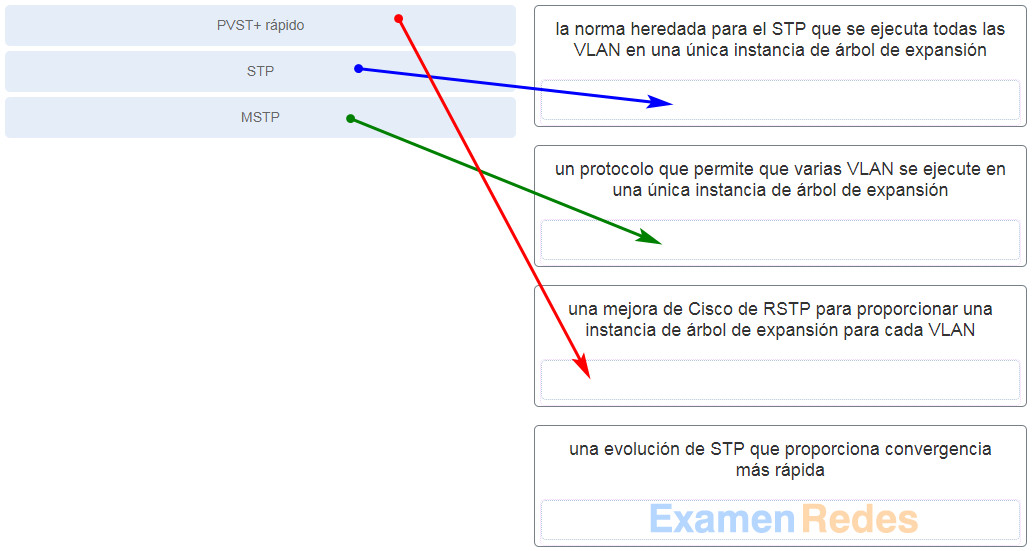 PVST+ rápido
STP
MSTP
la norma heredada para el STP que se ejecuta todas las
VLAN en una única instancia de árbol de expansión
un protocolo que permite que varias VLAN se ejecute en
una única instancia de árbol de expansión
una mejora de Cisco de RSTP para proporcionar una
instancia de árbol de expansión para cada VLAN
una evolución de STP que proporciona convergencia
más rápida
Examen Redes